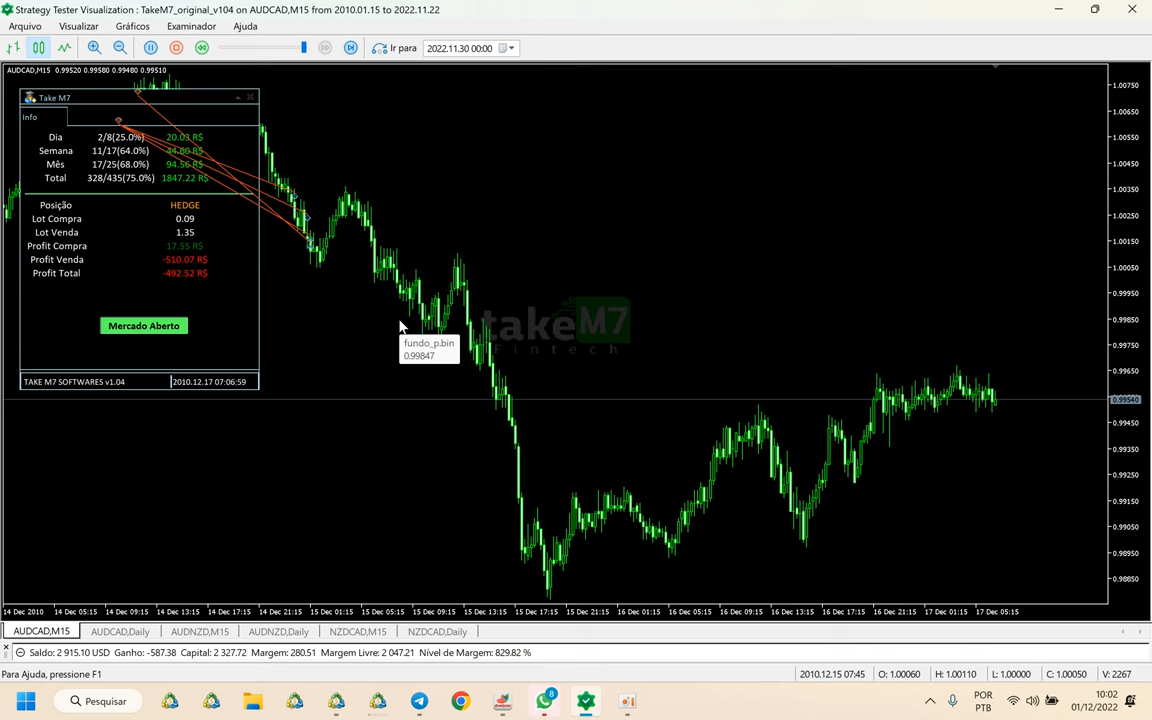 Strategy Tester Visualization : TakeM7_original_v104 on AUDCAD,M15 from 2010.01.15 to 2022.11.22
Arquivo Visualizar Gráficos Examinador Ajuda
Ir para 2022.11.30 00:00
AUDCAD,M15 0.99520 0.99580 0.99480 0.99510
Take M7
Info
Dia 2/8(25.0%) 20.03 R$
Semana 11/17(64.0%) 44.60 R$
Mês 17/25(68.0%) 94.56 R$
Total 328/435(75.0%) 1847.22 R$
Posição HEDGE
Lot Compra 0.09
Lot Venda 1.35
Profit Compra 17.55 R$
Profit Venda -510.07 R$
Profit Total -492.52 R$
Mercado Aberto
TAKE M7 SOFTWARES v1.04 2010.12.17 07:06:59
takeM7
Fintech
fundo_p.bin
0.99847
1.00750
1.00650
1.00550
1.00450
1.00350
1.00250
1.00150
1.00050
0.99950
0.99850
0.99750
0.99650
0.99540
0.99450
0.99350
0.99250
0.99150
0.99050
0.98950
0.98850
14 Dec 2010 14 Dec 05:15 14 Dec 09:15 14 Dec 13:15 14 Dec 17:15 14 Dec 21:15 15 Dec 01:15 15 Dec 05:15 15 Dec 09:15 15 Dec 13:15 15 Dec 17:15 15 Dec 21:15 16 Dec 01:15 16 Dec 05:15 16 Dec 09:15 16 Dec 13:15 16 Dec 17:15 16 Dec 21:15 17 Dec 01:15 17 Dec 05:15
AUDCAD,M15 AUDCAD,Daily AUDNZD,M15 AUDNZD,Daily NZDCAD,M15 NZDCAD,Daily
Saldo: 2 915.10 USD Ganho: -587.38 Capital: 2 327.72 Margem: 280.51 Margem Livre: 2 047.21 Nível de Margem: 829.82 %
Para Ajuda, pressione F1 2010.12.15 07:45 O: 1.00060 H: 1.00110 L: 1.00000 C: 1.00050 V: 2267
Pesquisar 8 POR 10:02
PTB 01/12/2022